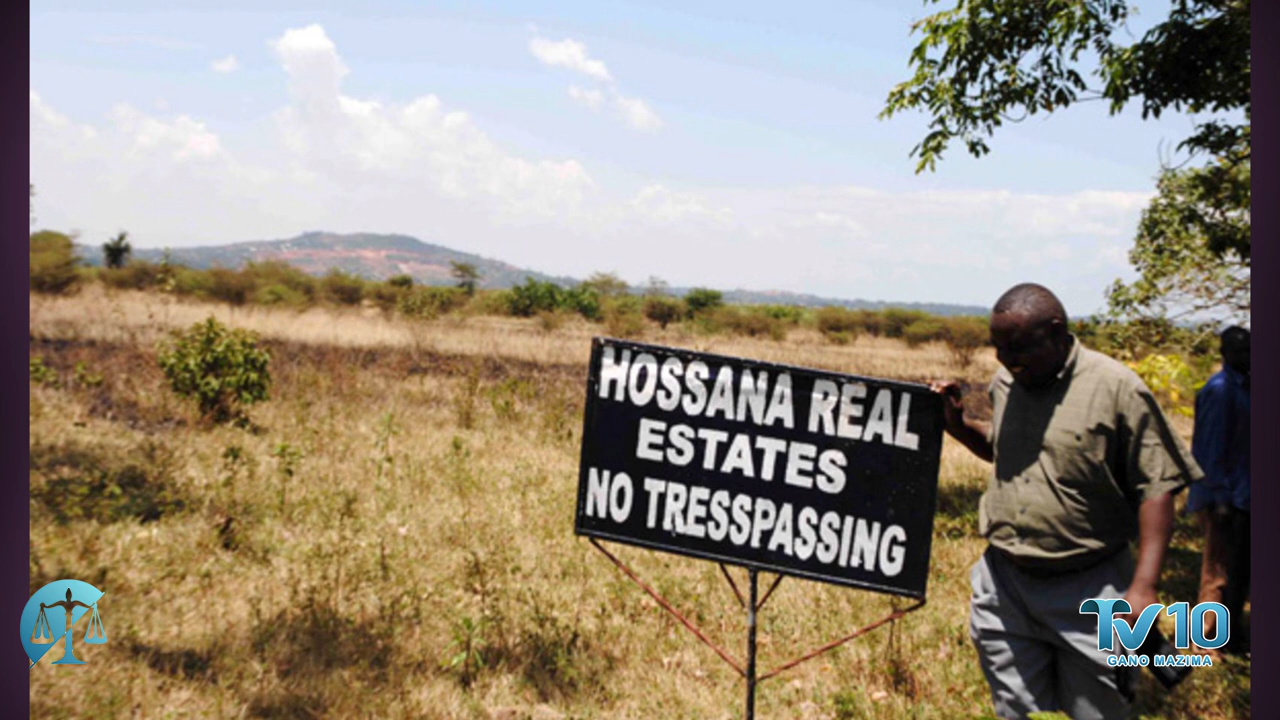 HOSSANA REAL
ESTATES
NO TRESSPASSING
TV10
GANO MAZIMA